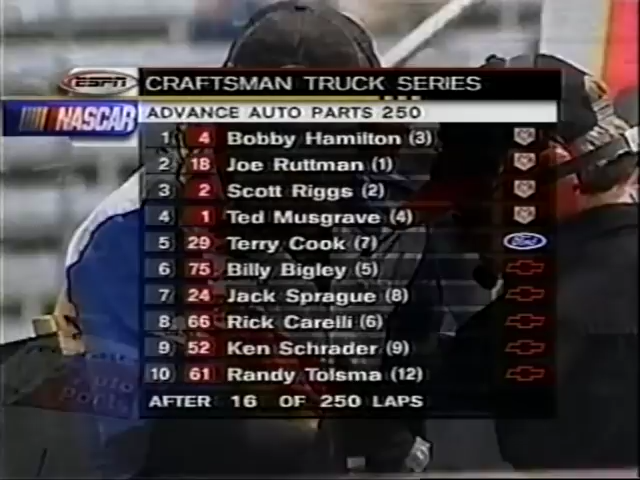 ESPN
CRAFTSMAN TRUCK SERIES
NASCAR
ADVANCE AUTO PARTS 250
1 4 Bobby Hamilton (3)
2 18 Joe Ruttman (1)
3 2 Scott Riggs (2)
4 1 Ted Musgrave (4)
5 29 Terry Cook (7) Ford
6 75 Billy Bigley (5)
7 24 Jack Sprague (8)
8 66 Rick Carelli (6)
9 52 Ken Schrader (9)
10 61 Randy Tolsma (12)
Auto
Parts
AFTER 16 OF 250 LAPS